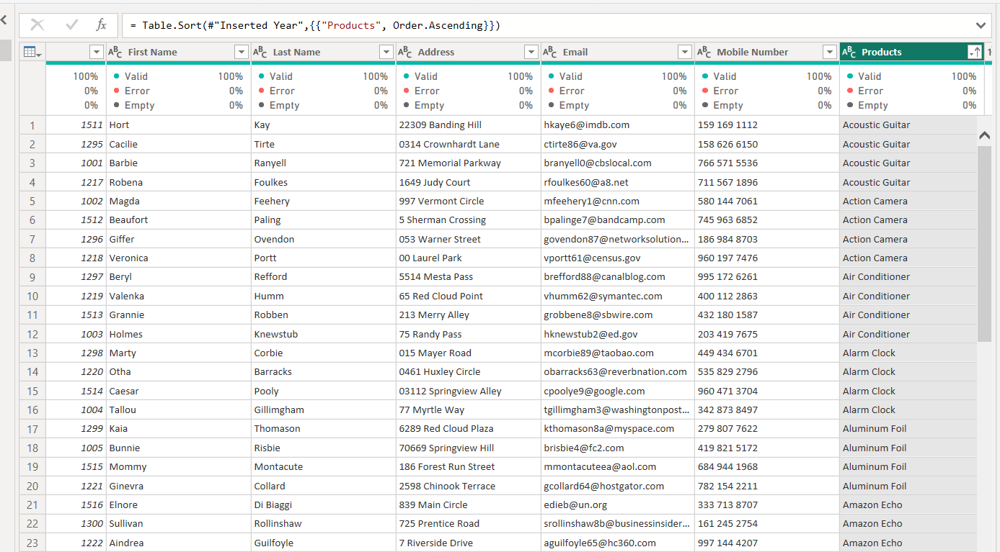 fx = Table.Sort(#"Inserted Year",{{"Products", Order.Ascending}})
ABC First Name ABC Last Name ABC Address ABC Email ABC Mobile Number ABC Products
100% Valid 100% Valid 100% Valid 100% Valid 100% Valid 100% Valid 100%
0% Error 0% Error 0% Error 0% Error 0% Error 0% Error 0%
0% Empty 0% Empty 0% Empty 0% Empty 0% Empty 0% Empty 0%
1 1511 Hort Kay 22309 Banding Hill hkaye6@imdb.com 159 169 1112 Acoustic Guitar
2 1295 Cacilie Tirte 0314 Crownhardt Lane ctirte86@va.gov 158 626 6150 Acoustic Guitar
3 1001 Barbie Ranyell 721 Memorial Parkway branyell0@cbslocal.com 766 571 5536 Acoustic Guitar
4 1217 Robena Foulkes 1649 Judy Court rfoulkes60@a8.net 711 567 1896 Acoustic Guitar
5 1002 Magda Feehery 997 Vermont Circle mfeehery1@cnn.com 580 144 7061 Action Camera
6 1512 Beaufort Paling 5 Sherman Crossing bpalinge7@bandcamp.com 745 963 6852 Action Camera
7 1296 Giffer Ovendon 053 Warner Street govendon87@networksolution... 186 984 8703 Action Camera
8 1218 Veronica Portt 00 Laurel Park vportt61@census.gov 960 197 7476 Action Camera
9 1297 Beryl Refford 5514 Mesta Pass brefford88@canalblog.com 995 172 6261 Air Conditioner
10 1219 Valenka Humm 65 Red Cloud Point vhumm62@symantec.com 400 112 2863 Air Conditioner
11 1513 Grannie Robben 213 Merry Alley grobbene8@sbwire.com 432 180 1587 Air Conditioner
12 1003 Holmes Knewstub 75 Randy Pass hknewstub2@ed.gov 203 419 7675 Air Conditioner
13 1298 Marty Corbie 015 Mayer Road mcorbie89@taobao.com 449 434 6701 Alarm Clock
14 1220 Otha Barracks 0461 Huxley Circle obarracks63@reverbnation.com 535 829 2796 Alarm Clock
15 1514 Caesar Pooly 03112 Springview Alley cpoolye9@google.com 960 471 3704 Alarm Clock
16 1004 Tallou Gillimgham 77 Myrtle Way tgillimgham3@washingtonpost... 342 873 8497 Alarm Clock
17 1299 Kaia Thomason 6289 Red Cloud Plaza kthomason8a@myspace.com 279 807 7622 Aluminum Foil
18 1005 Bunnie Risbie 70669 Springview Hill brisbie4@fc2.com 419 821 5172 Aluminum Foil
19 1515 Mommy Montacute 186 Forest Run Street mmontacuteea@aol.com 684 944 1968 Aluminum Foil
20 1221 Ginevra Collard 2598 Chinook Terrace gcollard64@hostgator.com 782 154 2211 Aluminum Foil
21 1516 Elnore Di Biaggi 839 Main Circle edieb@un.org 333 713 8707 Amazon Echo
22 1300 Sullivan Rollinshaw 725 Prentice Road srollinshaw8b@businessinsider... 161 245 2754 Amazon Echo
23 1222 Aindrea Guilfoyle 7 Riverside Drive aguilfoyle65@hc360.com 997 144 4207 Amazon Echo